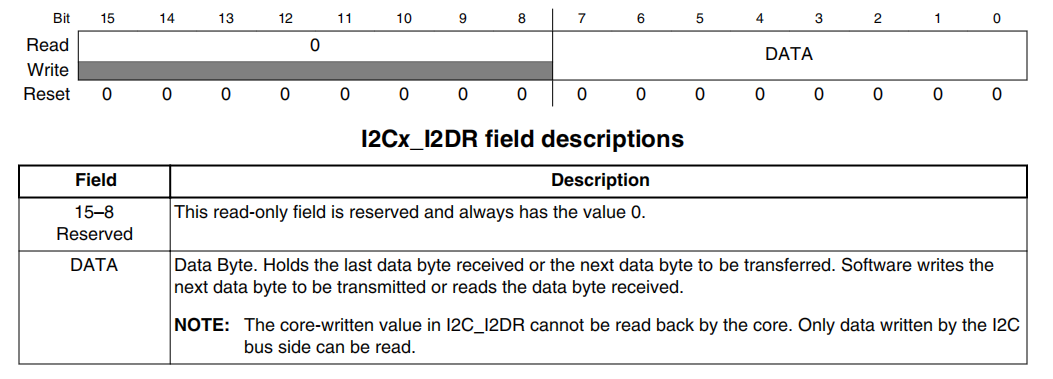 Bit 15 14 13 12 11 10 9 8 7 6 5 4 3 2 1 0
Read 0 DATA
Write
Reset 0 0 0 0 0 0 0 0 0 0 0 0 0 0 0 0
I2Cx_I2DR field descriptions
Field Description
15–8 This read-only field is reserved and always has the value 0.
Reserved
DATA Data Byte. Holds the last data byte received or the next data byte to be transferred. Software writes the
next data byte to be transmitted or reads the data byte received.
NOTE: The core-written value in I2C_I2DR cannot be read back by the core. Only data written by the I2C
bus side can be read.